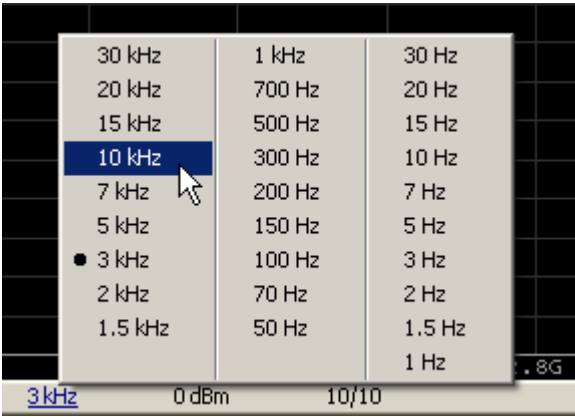 30 kHz
20 kHz
15 kHz
10 kHz
7 kHz
5 kHz
3 kHz
2 kHz
1.5 kHz
1 kHz
700 Hz
500 Hz
300 Hz
200 Hz
150 Hz
100 Hz
70 Hz
50 Hz
30 Hz
20 Hz
15 Hz
10 Hz
7 Hz
5 Hz
3 Hz
2 Hz
1.5 Hz
1 Hz
.8G
3 kHz 0 dBm 10/10